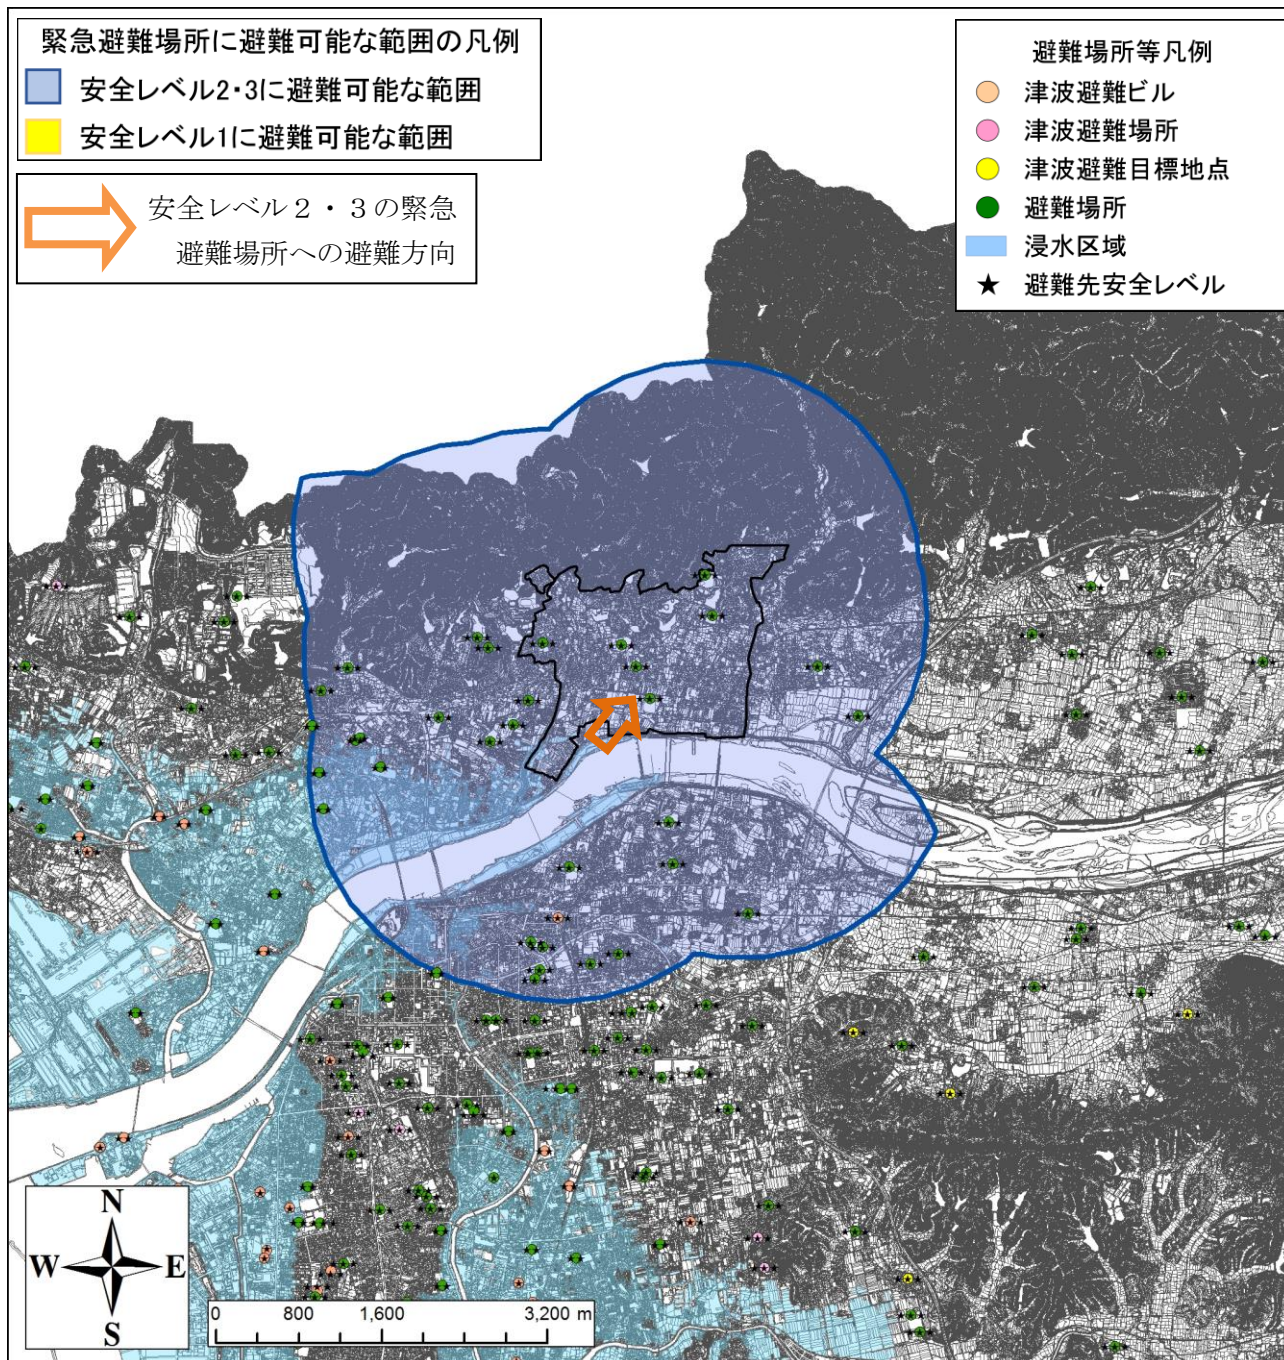 緊急避難場所に避難可能な範囲の凡例
安全レベル2・3に避難可能な範囲
安全レベル1に避難可能な範囲
安全レベル２・３の緊急
避難場所への避難方向
避難場所等凡例
津波避難ビル
津波避難場所
津波避難目標地点
避難場所
浸水区域
避難先安全レベル
N
W E
S
0 800 1,600 3,200 m